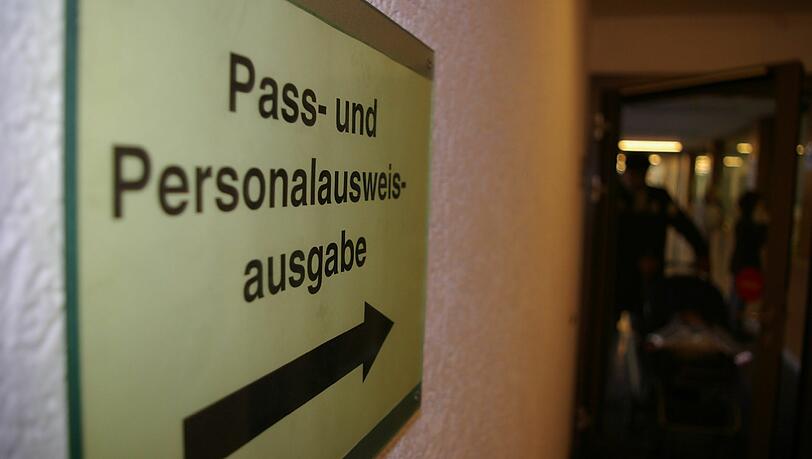 Pass- und
Personalausweis-
ausgabe